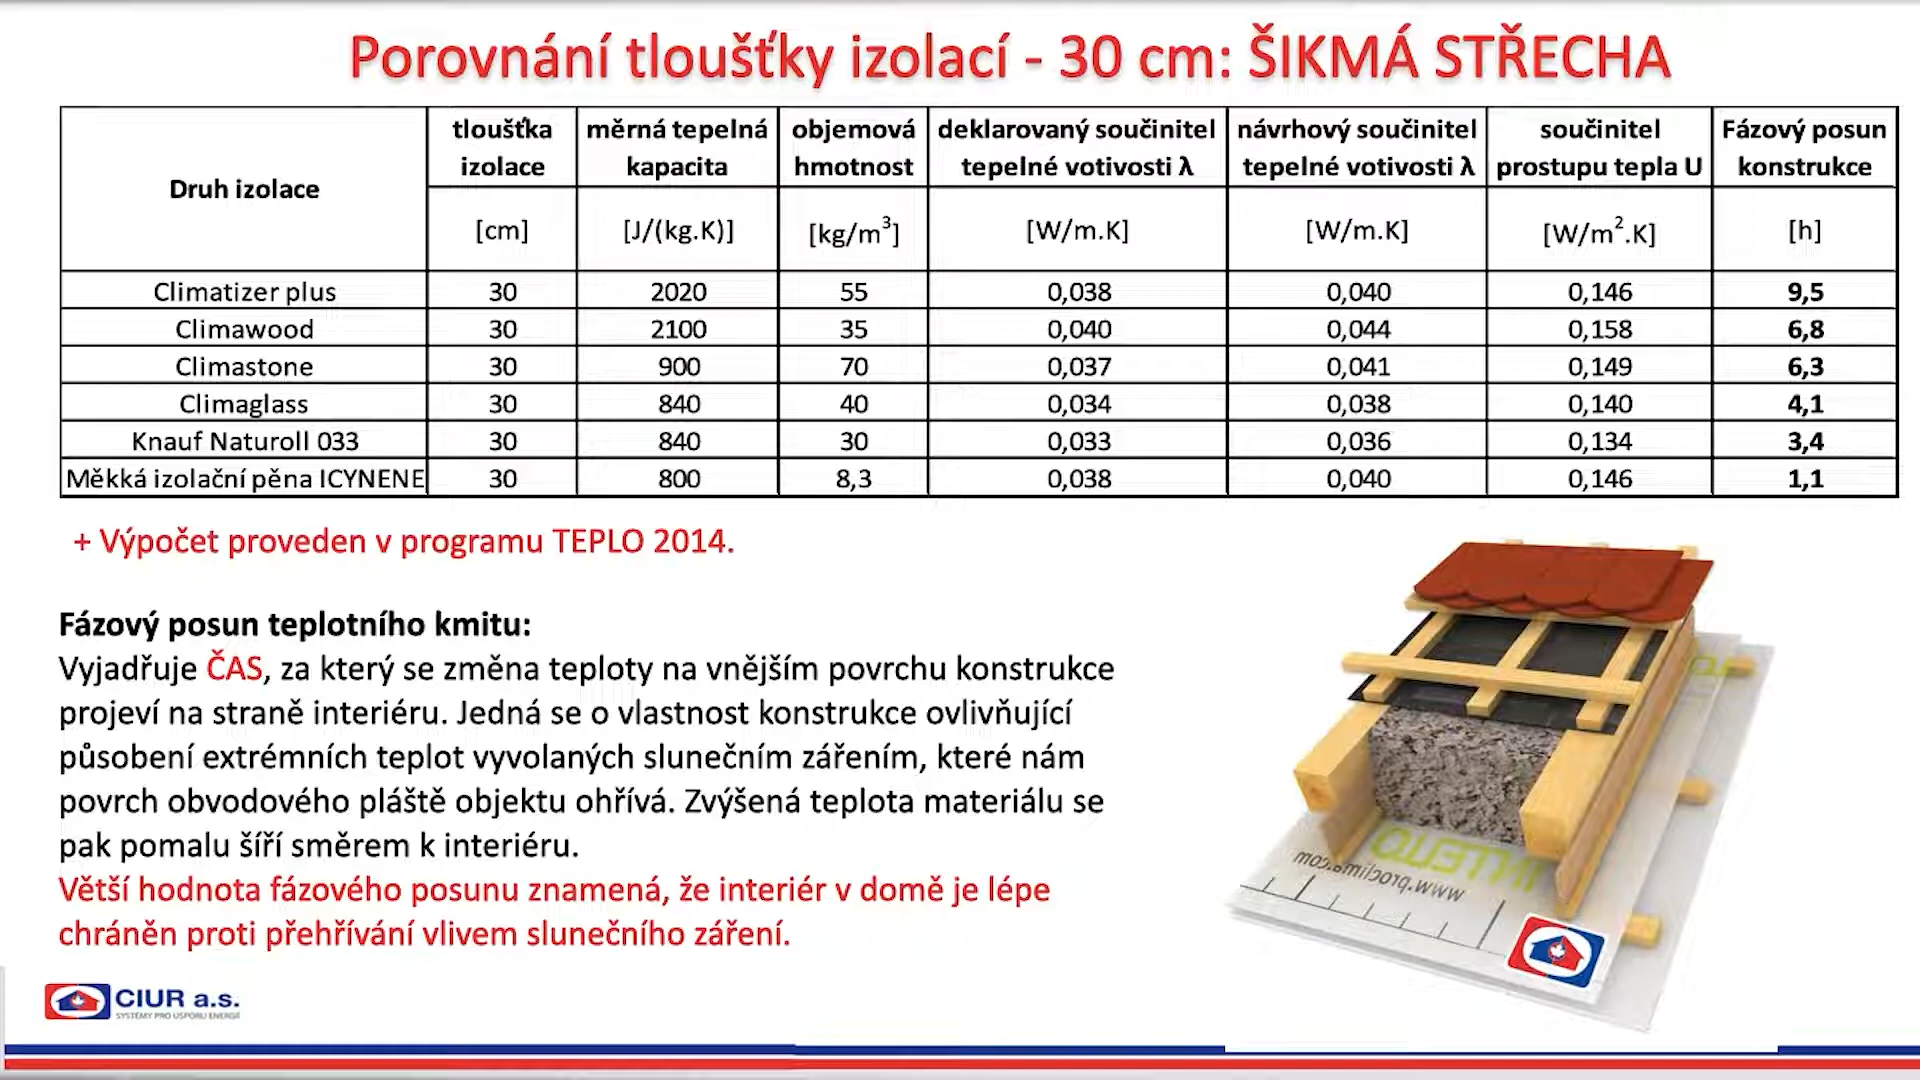 Porovnání tloušťky izolací - 30 cm: ŠIKMÁ STŘECHA
Druh izolace
tloušťka izolace
měrná tepelná kapacita
objemová hmotnost
deklarovaný součinitel tepelné votivosti λ
návrhový součinitel tepelné votivosti λ
součinitel prostupu tepla U
Fázový posun konstrukce
[cm] [J/(kg.K)] [kg/m³] [W/m.K] [W/m.K] [W/m².K] [h]
Climatizer plus 30 2020 55 0,038 0,040 0,146 9,5
Climawood 30 2100 35 0,040 0,044 0,158 6,8
Climastone 30 900 70 0,037 0,041 0,149 6,3
Climaglass 30 840 40 0,034 0,038 0,140 4,1
Knauf Naturoll 033 30 840 30 0,033 0,036 0,134 3,4
Měkká izolační pěna ICYNENE 30 800 8,3 0,038 0,040 0,146 1,1
+ Výpočet proveden v programu TEPLO 2014.
Fázový posun teplotního kmitu:
Vyjadřuje ČAS, za který se změna teploty na vnějším povrchu konstrukce
projeví na straně interiéru. Jedná se o vlastnost konstrukce ovlivňující
působení extrémních teplot vyvolaných slunečním zářením, které nám
povrch obvodového pláště objektu ohřívá. Zvýšená teplota materiálu se
pak pomalu šíří směrem k interiéru.
Větší hodnota fázového posunu znamená, že interiér v domě je lépe
chráněn proti přehřívání vlivem slunečního záření.
www.proclima.com
CIUR a.s.
SYSTÉMY PRO ÚSPORU ENERGIÍ